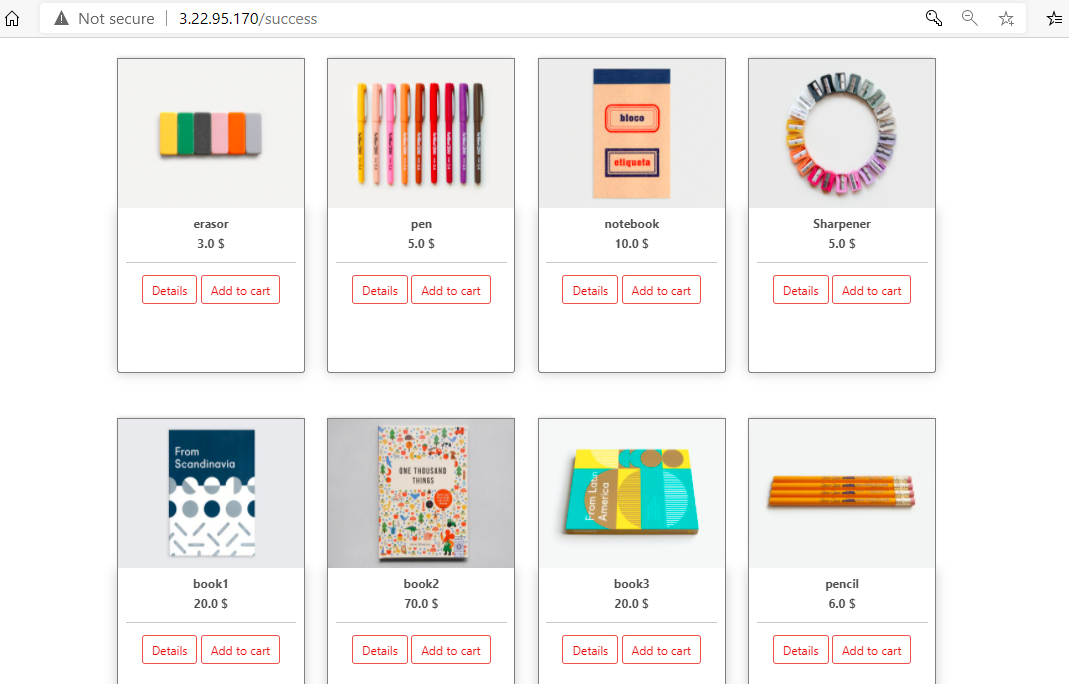 Not secure | 3.22.95.170/success
bloco
etiqueta
erasor
3.0 $
Details Add to cart
pen
5.0 $
Details Add to cart
notebook
10.0 $
Details Add to cart
Sharpener
5.0 $
Details Add to cart
From
Scandinavia
book1
20.0 $
Details Add to cart
ONE THOUSAND
THINGS
book2
70.0 $
Details Add to cart
From Latin
America
book3
20.0 $
Details Add to cart
pencil
6.0 $
Details Add to cart